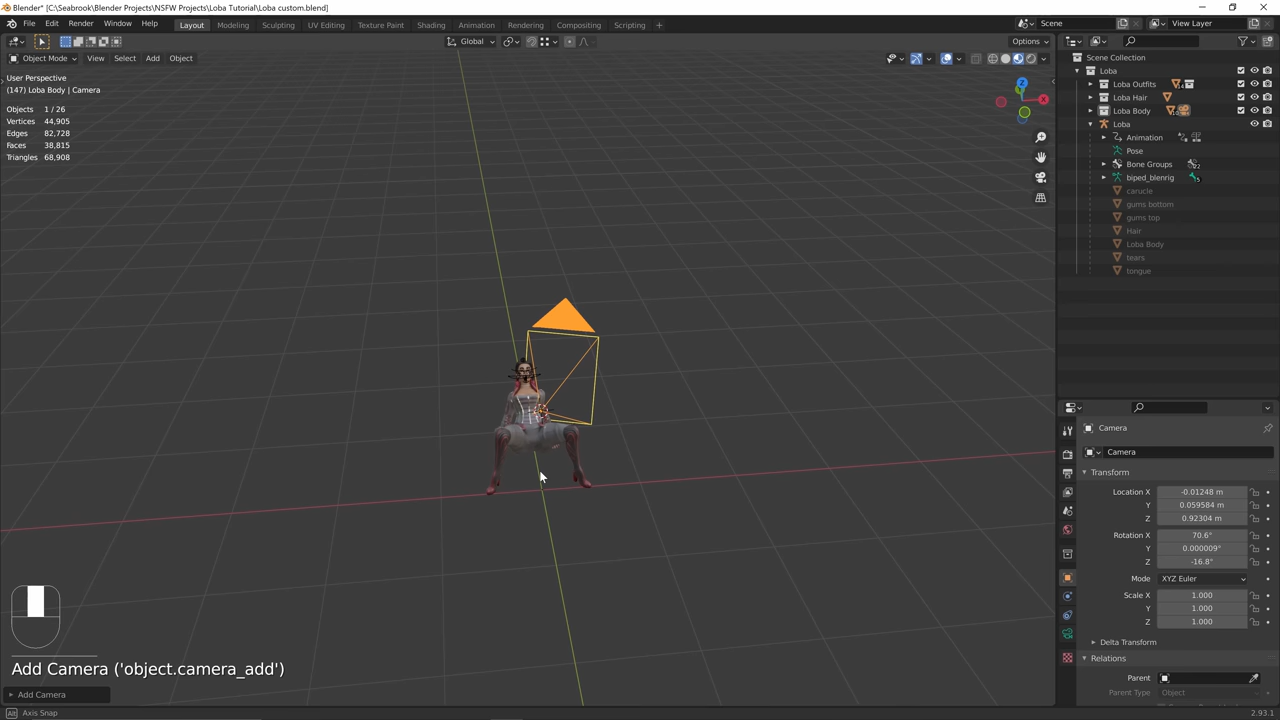 Blender* [C:\Seabrook\Blender Projects\NSFW Projects\Loba Tutorial\Loba custom.blend]
File Edit Render Window Help Layout Modeling Sculpting UV Editing Texture Paint Shading Animation Rendering Compositing Scripting + Scene View Layer
Global Options
Object Mode View Select Add Object
User Perspective
(147) Loba Body | Camera
Objects 1 / 26
Vertices 44,905
Edges 82,728
Faces 38,815
Triangles 68,908
X
Z
Scene Collection
Loba
Loba Outfits
Loba Hair
Loba Body
Loba
Animation
Pose
Bone Groups
biped_blenrig
carucle
gums bottom
gums top
Hair
Loba Body
tears
tongue
Camera
Camera
Transform
Location X -0.01248 m
Y 0.059584 m
Z 0.92304 m
Rotation X 70.6°
Y 0.000009°
Z -16.8°
Mode XYZ Euler
Scale X 1.000
Y 1.000
Z 1.000
Delta Transform
Relations
Parent
Parent Type Object
Add Camera ('object.camera_add')
Add Camera
Alt Axis Snap
2.93.1